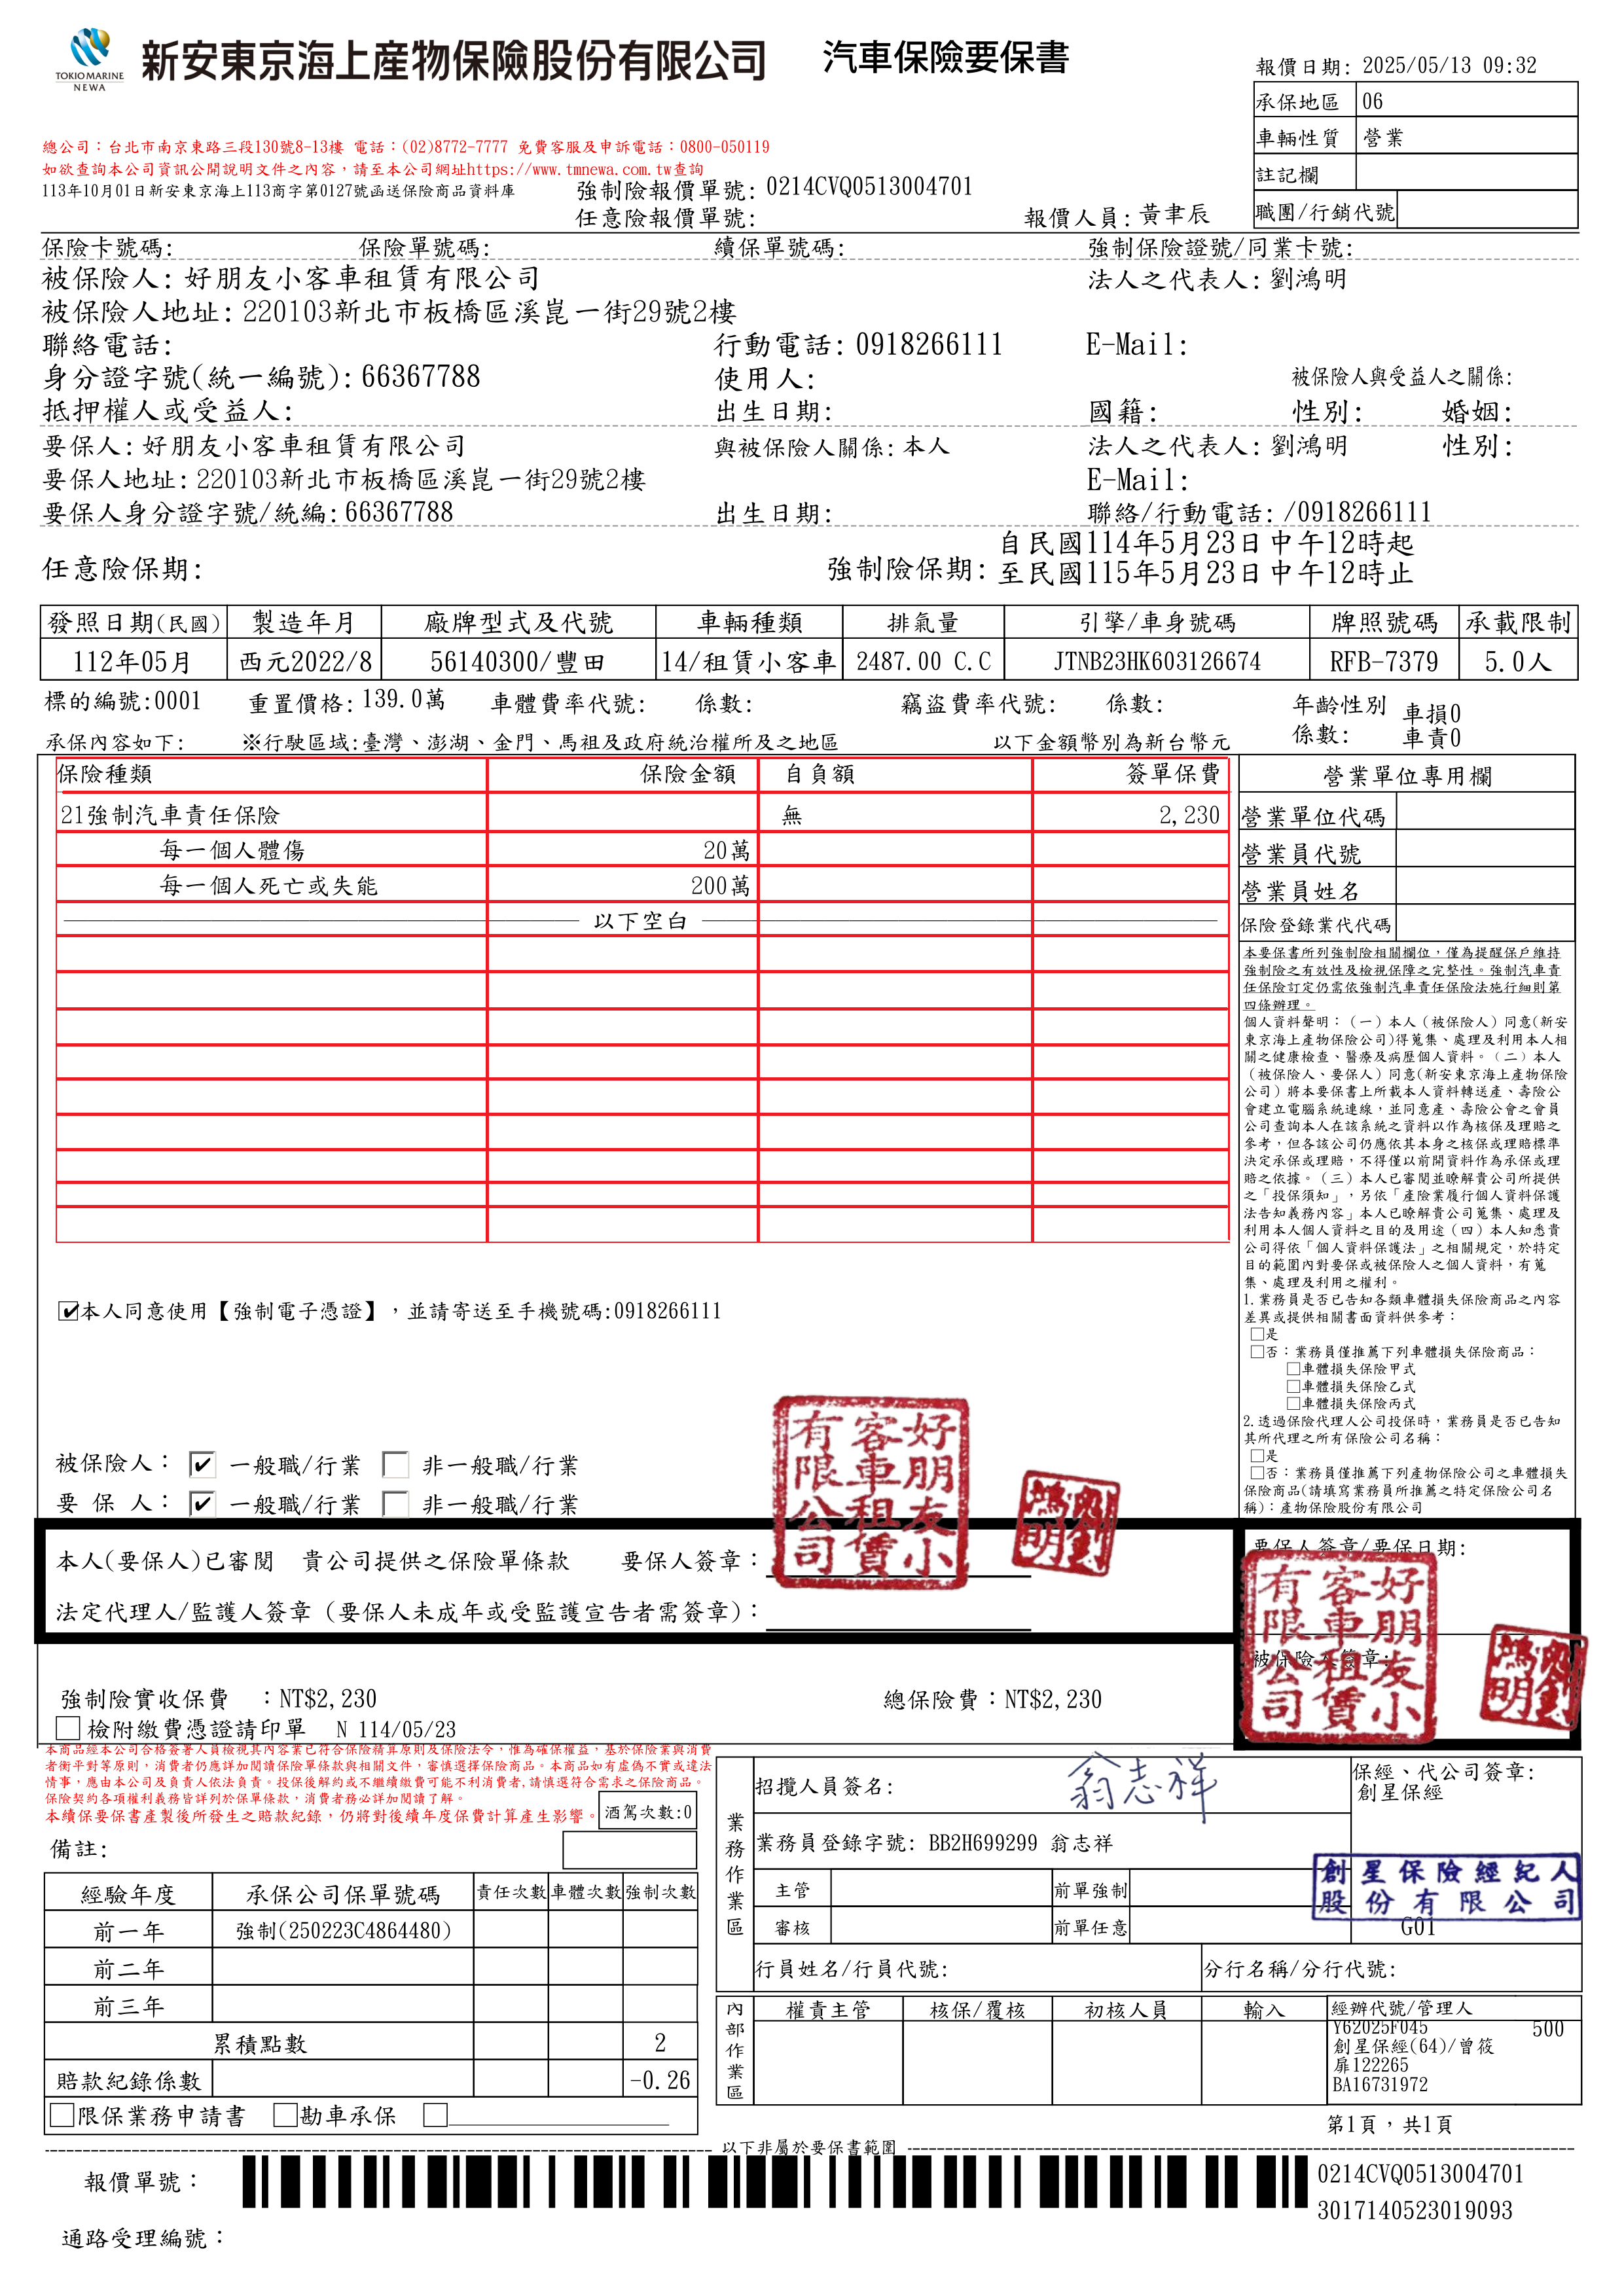 TOKIO MARINE
NEWA
新安東京海上産物保險股份有限公司 汽車保險要保書
報價日期: 2025/05/13 09:32
承保地區 06
車輛性質 營業
註記欄
職團/行銷代號
總公司：台北市南京東路三段130號8-13樓 電話：(02)8772-7777 免費客服及申訴電話：0800-050119
如欲查詢本公司資訊公開說明文件之內容，請至本公司網址https://www.tmnewa.com.tw查詢
113年10月01日新安東京海上113商字第0127號函送保險商品資料庫
強制險報價單號: 0214CVQ0513004701
任意險報價單號:
報價人員: 黃聿辰
保險卡號碼: 保險單號碼: 續保單號碼: 強制保險證號/同業卡號:
被保險人: 好朋友小客車租賃有限公司 法人之代表人: 劉鴻明
被保險人地址: 220103新北市板橋區溪崑一街29號2樓
聯絡電話: 行動電話: 0918266111 E-Mail:
身分證字號(統一編號): 66367788 使用人: 被保險人與受益人之關係:
抵押權人或受益人: 出生日期: 國籍: 性別: 婚姻:
要保人: 好朋友小客車租賃有限公司 與被保險人關係: 本人 法人之代表人: 劉鴻明 性別:
要保人地址: 220103新北市板橋區溪崑一街29號2樓 E-Mail:
要保人身分證字號/統編: 66367788 出生日期: 聯絡/行動電話: /0918266111
任意險保期: 強制險保期: 自民國114年5月23日中午12時起
至民國115年5月23日中午12時止
發照日期(民國) 製造年月 廠牌型式及代號 車輛種類 排氣量 引擎/車身號碼 牌照號碼 承載限制
112年05月 西元2022/8 56140300/豐田 14/租賃小客車 2487.00 C.C JTNB23HK603126674 RFB-7379 5.0人
標的編號:0001 重置價格: 139.0萬 車體費率代號: 係數: 竊盜費率代號: 係數: 年齡性別係數: 車損0 車責0
承保內容如下: ※行駛區域:臺灣、澎湖、金門、馬祖及政府統治權所及之地區 以下金額幣別為新台幣元
保險種類 保險金額 自負額 簽單保費
21強制汽車責任保險 無 2,230
每一個人體傷 20萬
每一個人死亡或失能 200萬
以下空白
營業單位專用欄
營業單位代碼
營業員代號
營業員姓名
保險登錄業代代碼
本要保書所列強制險相關欄位，僅為提醒保戶維持
強制險之有效性及檢視保障之完整性。強制汽車責
任保險訂定仍需依強制汽車責任保險法施行細則第
四條辦理。
個人資料聲明：（一）本人（被保險人）同意(新安
東京海上產物保險公司)得蒐集、處理及利用本人相
關之健康檢查、醫療及病歷個人資料。（二）本人
（被保險人、要保人）同意(新安東京海上產物保險
公司）將本要保書上所載本人資料轉送產、壽險公
會建立電腦系統連線，並同意產、壽險公會之會員
公司查詢本人在該系統之資料以作為核保及理賠之
參考，但各該公司仍應依其本身之核保或理賠標準
決定承保或理賠，不得僅以前開資料作為承保或理
賠之依據。（三）本人已審閱並瞭解貴公司所提供
之「投保須知」，另依「產險業履行個人資料保護
法告知義務內容」本人已瞭解貴公司蒐集、處理及
利用本人個人資料之目的及用途（四）本人知悉貴
公司得依「個人資料保護法」之相關規定，於特定
目的範圍內對要保或被保險人之個人資料，有蒐
集、處理及利用之權利。
1.業務員是否已告知各類車體損失保險商品之內容
差異或提供相關書面資料供參考：
□是
□否：業務員僅推薦下列車體損失保險商品：
□車體損失保險甲式
□車體損失保險乙式
□車體損失保險丙式
2.透過保險代理人公司投保時，業務員是否已告知
其所代理之所有保險公司名稱：
□是
□否：業務員僅推薦下列產物保險公司之車體損失
保險商品(請填寫業務員所推薦之特定保險公司名
稱)：產物保險股份有限公司
☑本人同意使用【強制電子憑證】，並請寄送至手機號碼:0918266111
被保險人： ☑ 一般職/行業 □ 非一般職/行業
要 保 人： ☑ 一般職/行業 □ 非一般職/行業
好朋友小客車租賃有限公司
劉鴻明
本人(要保人)已審閱 貴公司提供之保險單條款 要保人簽章：
法定代理人/監護人簽章（要保人未成年或受監護宣告者需簽章）：
要保人簽章/要保日期:
被保險人簽章:
好朋友小客車租賃有限公司
劉鴻明
強制險實收保費 ：NT$2,230 總保險費：NT$2,230
□ 檢附繳費憑證請印單 N 114/05/23
本商品經本公司合格簽署人員檢視其內容業已符合保險精算原則及保險法令，惟為確保權益，基於保險業與消費
者衡平對等原則，消費者仍應詳加閱讀保險單條款與相關文件，審慎選擇保險商品。本商品如有虛偽不實或違法
情事，應由本公司及負責人依法負責。投保後解約或不繼續繳費可能不利消費者,請慎選符合需求之保險商品。
保險契約各項權利義務皆詳列於保單條款，消費者務必詳加閱讀了解。
本續保要保書產製後所發生之賠款紀錄，仍將對後續年度保費計算產生影響。
酒駕次數:0
備註:
經驗年度 承保公司保單號碼 責任次數 車體次數 強制次數
前一年 強制(250223C4864480)
前二年
前三年
累積點數 2
賠款紀錄係數 -0.26
□限保業務申請書 □勘車承保 □
業務作業區
招攬人員簽名: 翁志祥
保經、代公司簽章:
創星保經
業務員登錄字號: BB2H699299 翁志祥
創星保險經紀人
股份有限公司
G01
主管 前單強制
審核 前單任意
行員姓名/行員代號: 分行名稱/分行代號:
內部作業區
權責主管 核保/覆核 初核人員 輸入 經辦代號/管理人
Y62025F045 500
創星保經(64)/曾筱
扉122265
BA16731972
第1頁，共1頁
以下非屬於要保書範圍
報價單號： 0214CVQ0513004701
3017140523019093
通路受理編號：